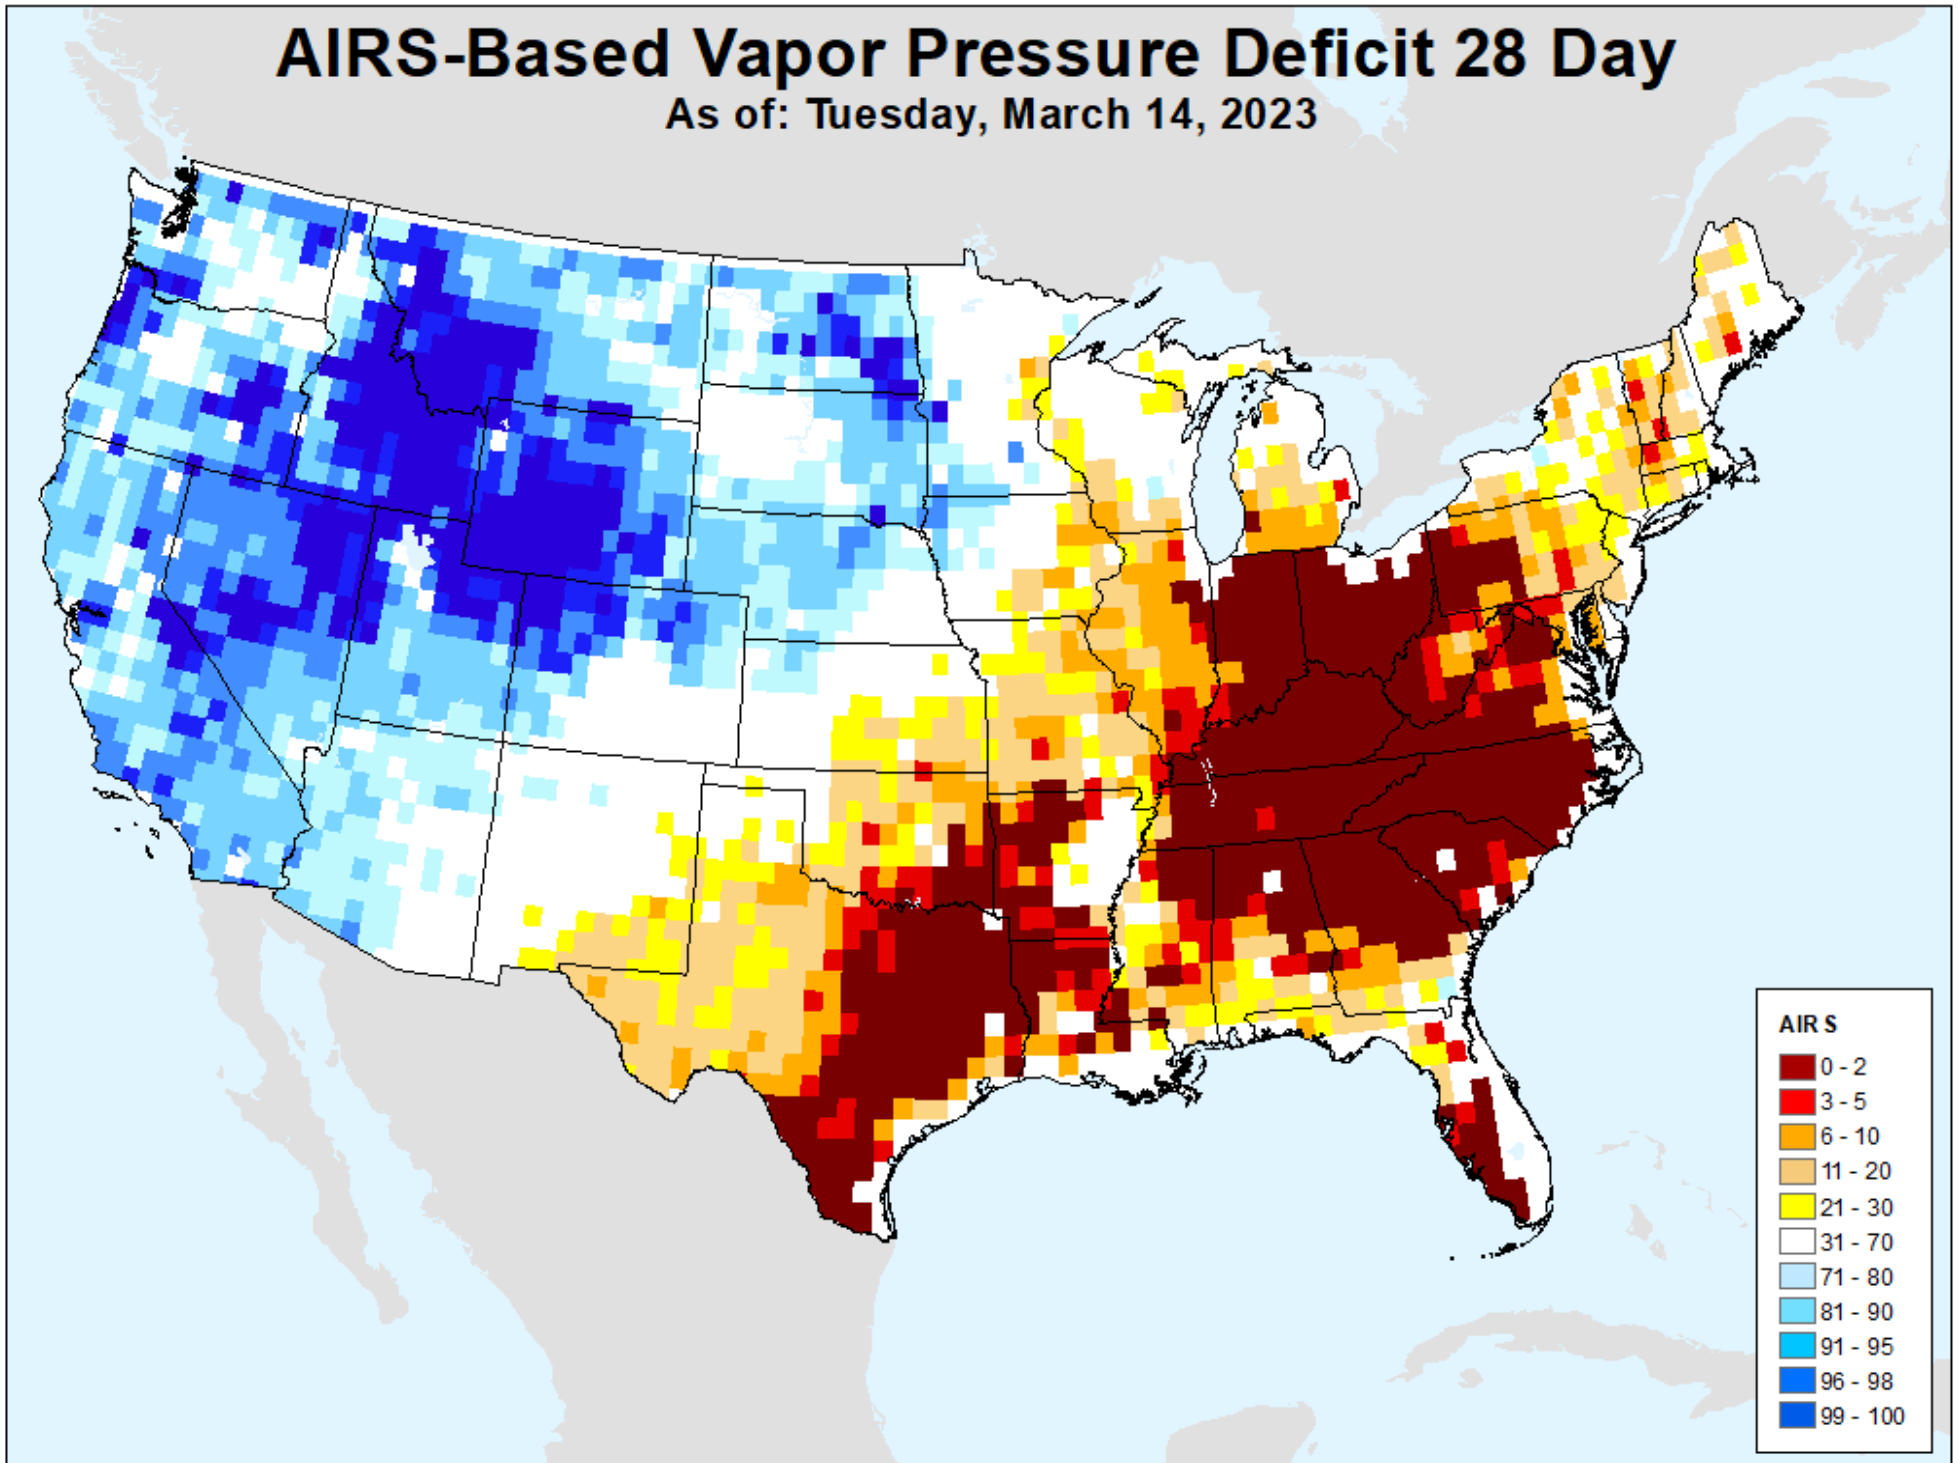 AIRS-Based Vapor Pressure Deficit 28 Day
As of: Tuesday, March 14, 2023
AIRS
0 - 2
3 - 5
6 - 10
11 - 20
21 - 30
31 - 70
71 - 80
81 - 90
91 - 95
96 - 98
99 - 100